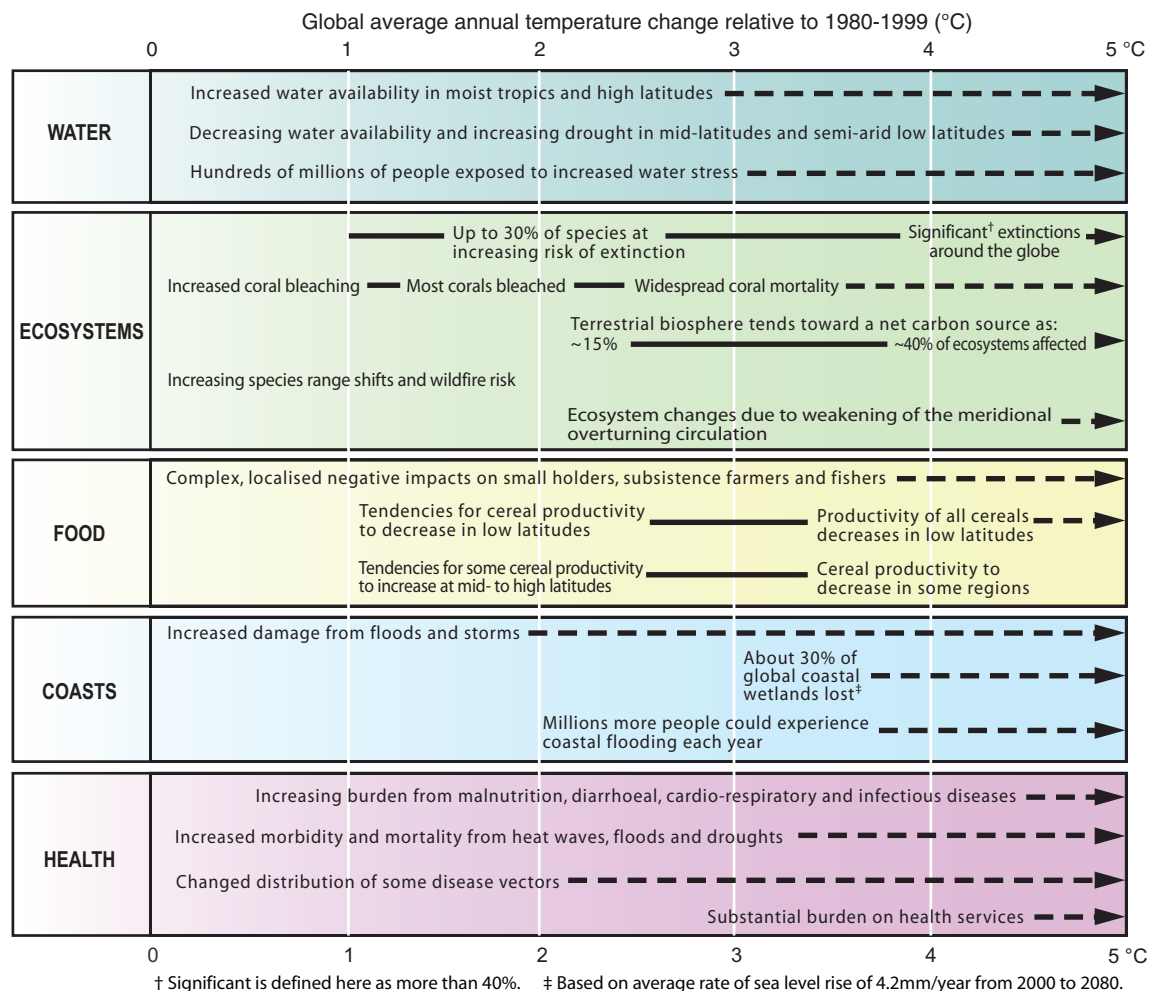 Global average annual temperature change relative to 1980-1999 (°C)
0 1 2 3 4 5 °C
WATER
Increased water availability in moist tropics and high latitudes
Decreasing water availability and increasing drought in mid-latitudes and semi-arid low latitudes
Hundreds of millions of people exposed to increased water stress
ECOSYSTEMS
Up to 30% of species at
increasing risk of extinction
Significant† extinctions
around the globe
Increased coral bleaching Most corals bleached Widespread coral mortality
Terrestrial biosphere tends toward a net carbon source as:
~15% ~40% of ecosystems affected
Increasing species range shifts and wildfire risk
Ecosystem changes due to weakening of the meridional
overturning circulation
FOOD
Complex, localised negative impacts on small holders, subsistence farmers and fishers
Tendencies for cereal productivity
to decrease in low latitudes
Productivity of all cereals
decreases in low latitudes
Tendencies for some cereal productivity
to increase at mid- to high latitudes
Cereal productivity to
decrease in some regions
COASTS
Increased damage from floods and storms
About 30% of
global coastal
wetlands lost‡
Millions more people could experience
coastal flooding each year
HEALTH
Increasing burden from malnutrition, diarrhoeal, cardio-respiratory and infectious diseases
Increased morbidity and mortality from heat waves, floods and droughts
Changed distribution of some disease vectors
Substantial burden on health services
0 1 2 3 4 5 °C
† Significant is defined here as more than 40%. ‡ Based on average rate of sea level rise of 4.2mm/year from 2000 to 2080.